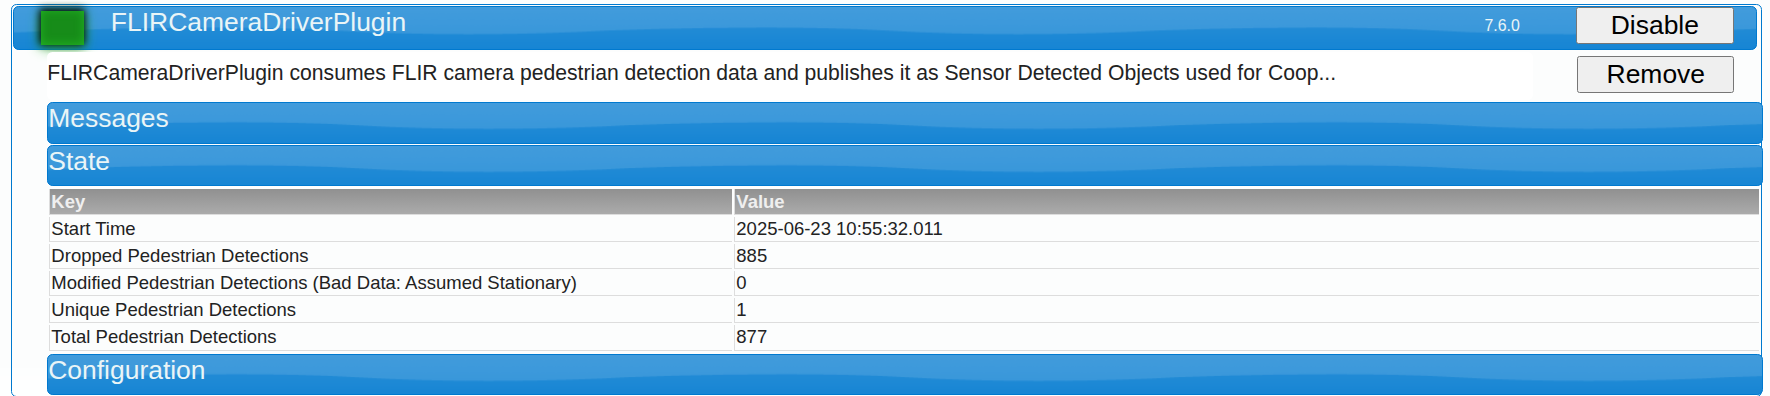 FLIRCameraDriverPlugin 7.6.0 Disable
FLIRCameraDriverPlugin consumes FLIR camera pedestrian detection data and publishes it as Sensor Detected Objects used for Coop... Remove
Messages
State
Key Value
Start Time 2025-06-23 10:55:32.011
Dropped Pedestrian Detections 885
Modified Pedestrian Detections (Bad Data: Assumed Stationary) 0
Unique Pedestrian Detections 1
Total Pedestrian Detections 877
Configuration